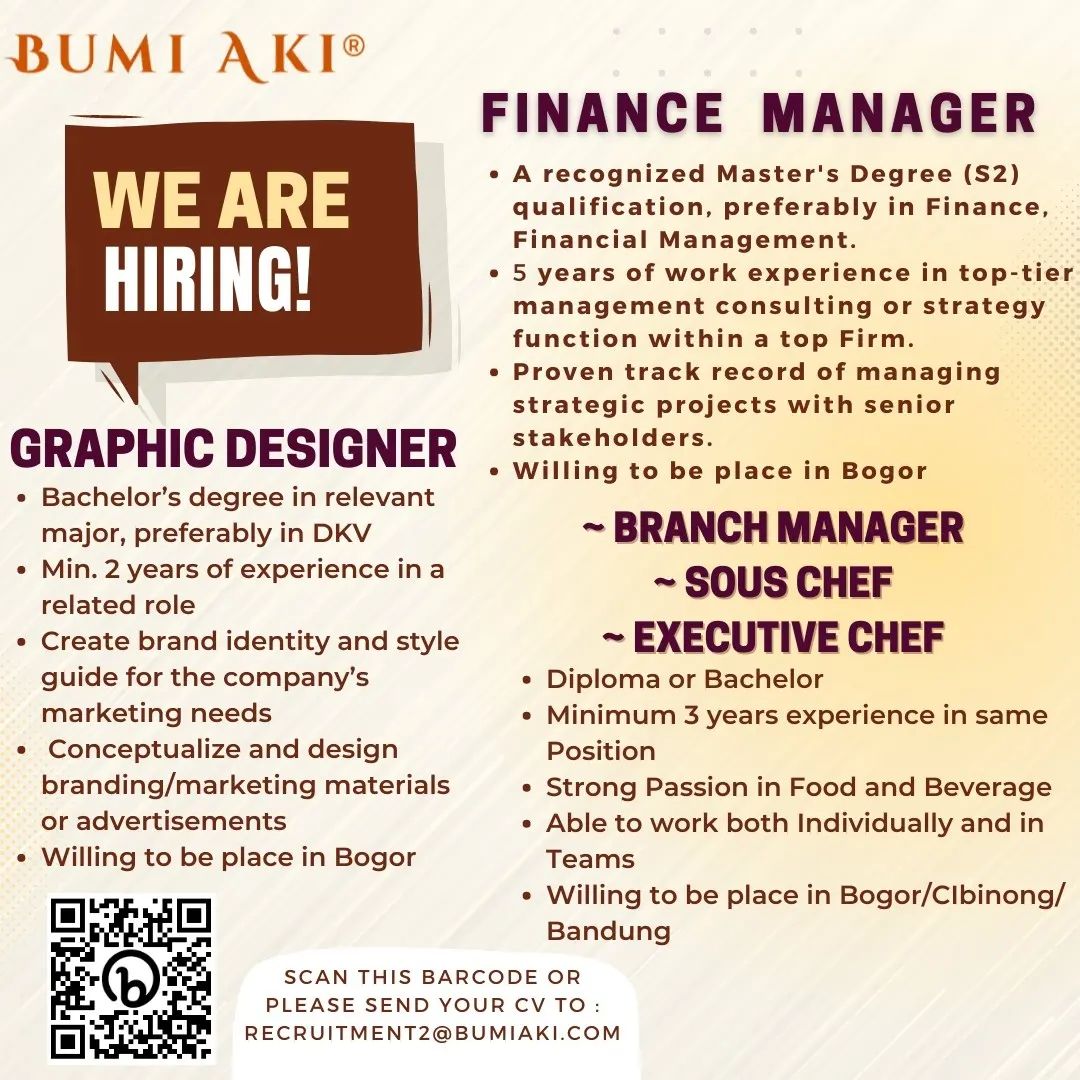 BUMI AKI®
WE ARE
HIRING!
GRAPHIC DESIGNER
• Bachelor’s degree in relevant
major, preferably in DKV
• Min. 2 years of experience in a
related role
• Create brand identity and style
guide for the company’s
marketing needs
• Conceptualize and design
branding/marketing materials
or advertisements
• Willing to be place in Bogor
FINANCE MANAGER
• A recognized Master's Degree (S2)
qualification, preferably in Finance,
Financial Management.
• 5 years of work experience in top-tier
management consulting or strategy
function within a top Firm.
• Proven track record of managing
strategic projects with senior
stakeholders.
• Willing to be place in Bogor
~ BRANCH MANAGER
~ SOUS CHEF
~ EXECUTIVE CHEF
• Diploma or Bachelor
• Minimum 3 years experience in same
Position
• Strong Passion in Food and Beverage
• Able to work both Individually and in
Teams
• Willing to be place in Bogor/CIbinong/
Bandung
b
SCAN THIS BARCODE OR
PLEASE SEND YOUR CV TO :
RECRUITMENT2@BUMIAKI.COM